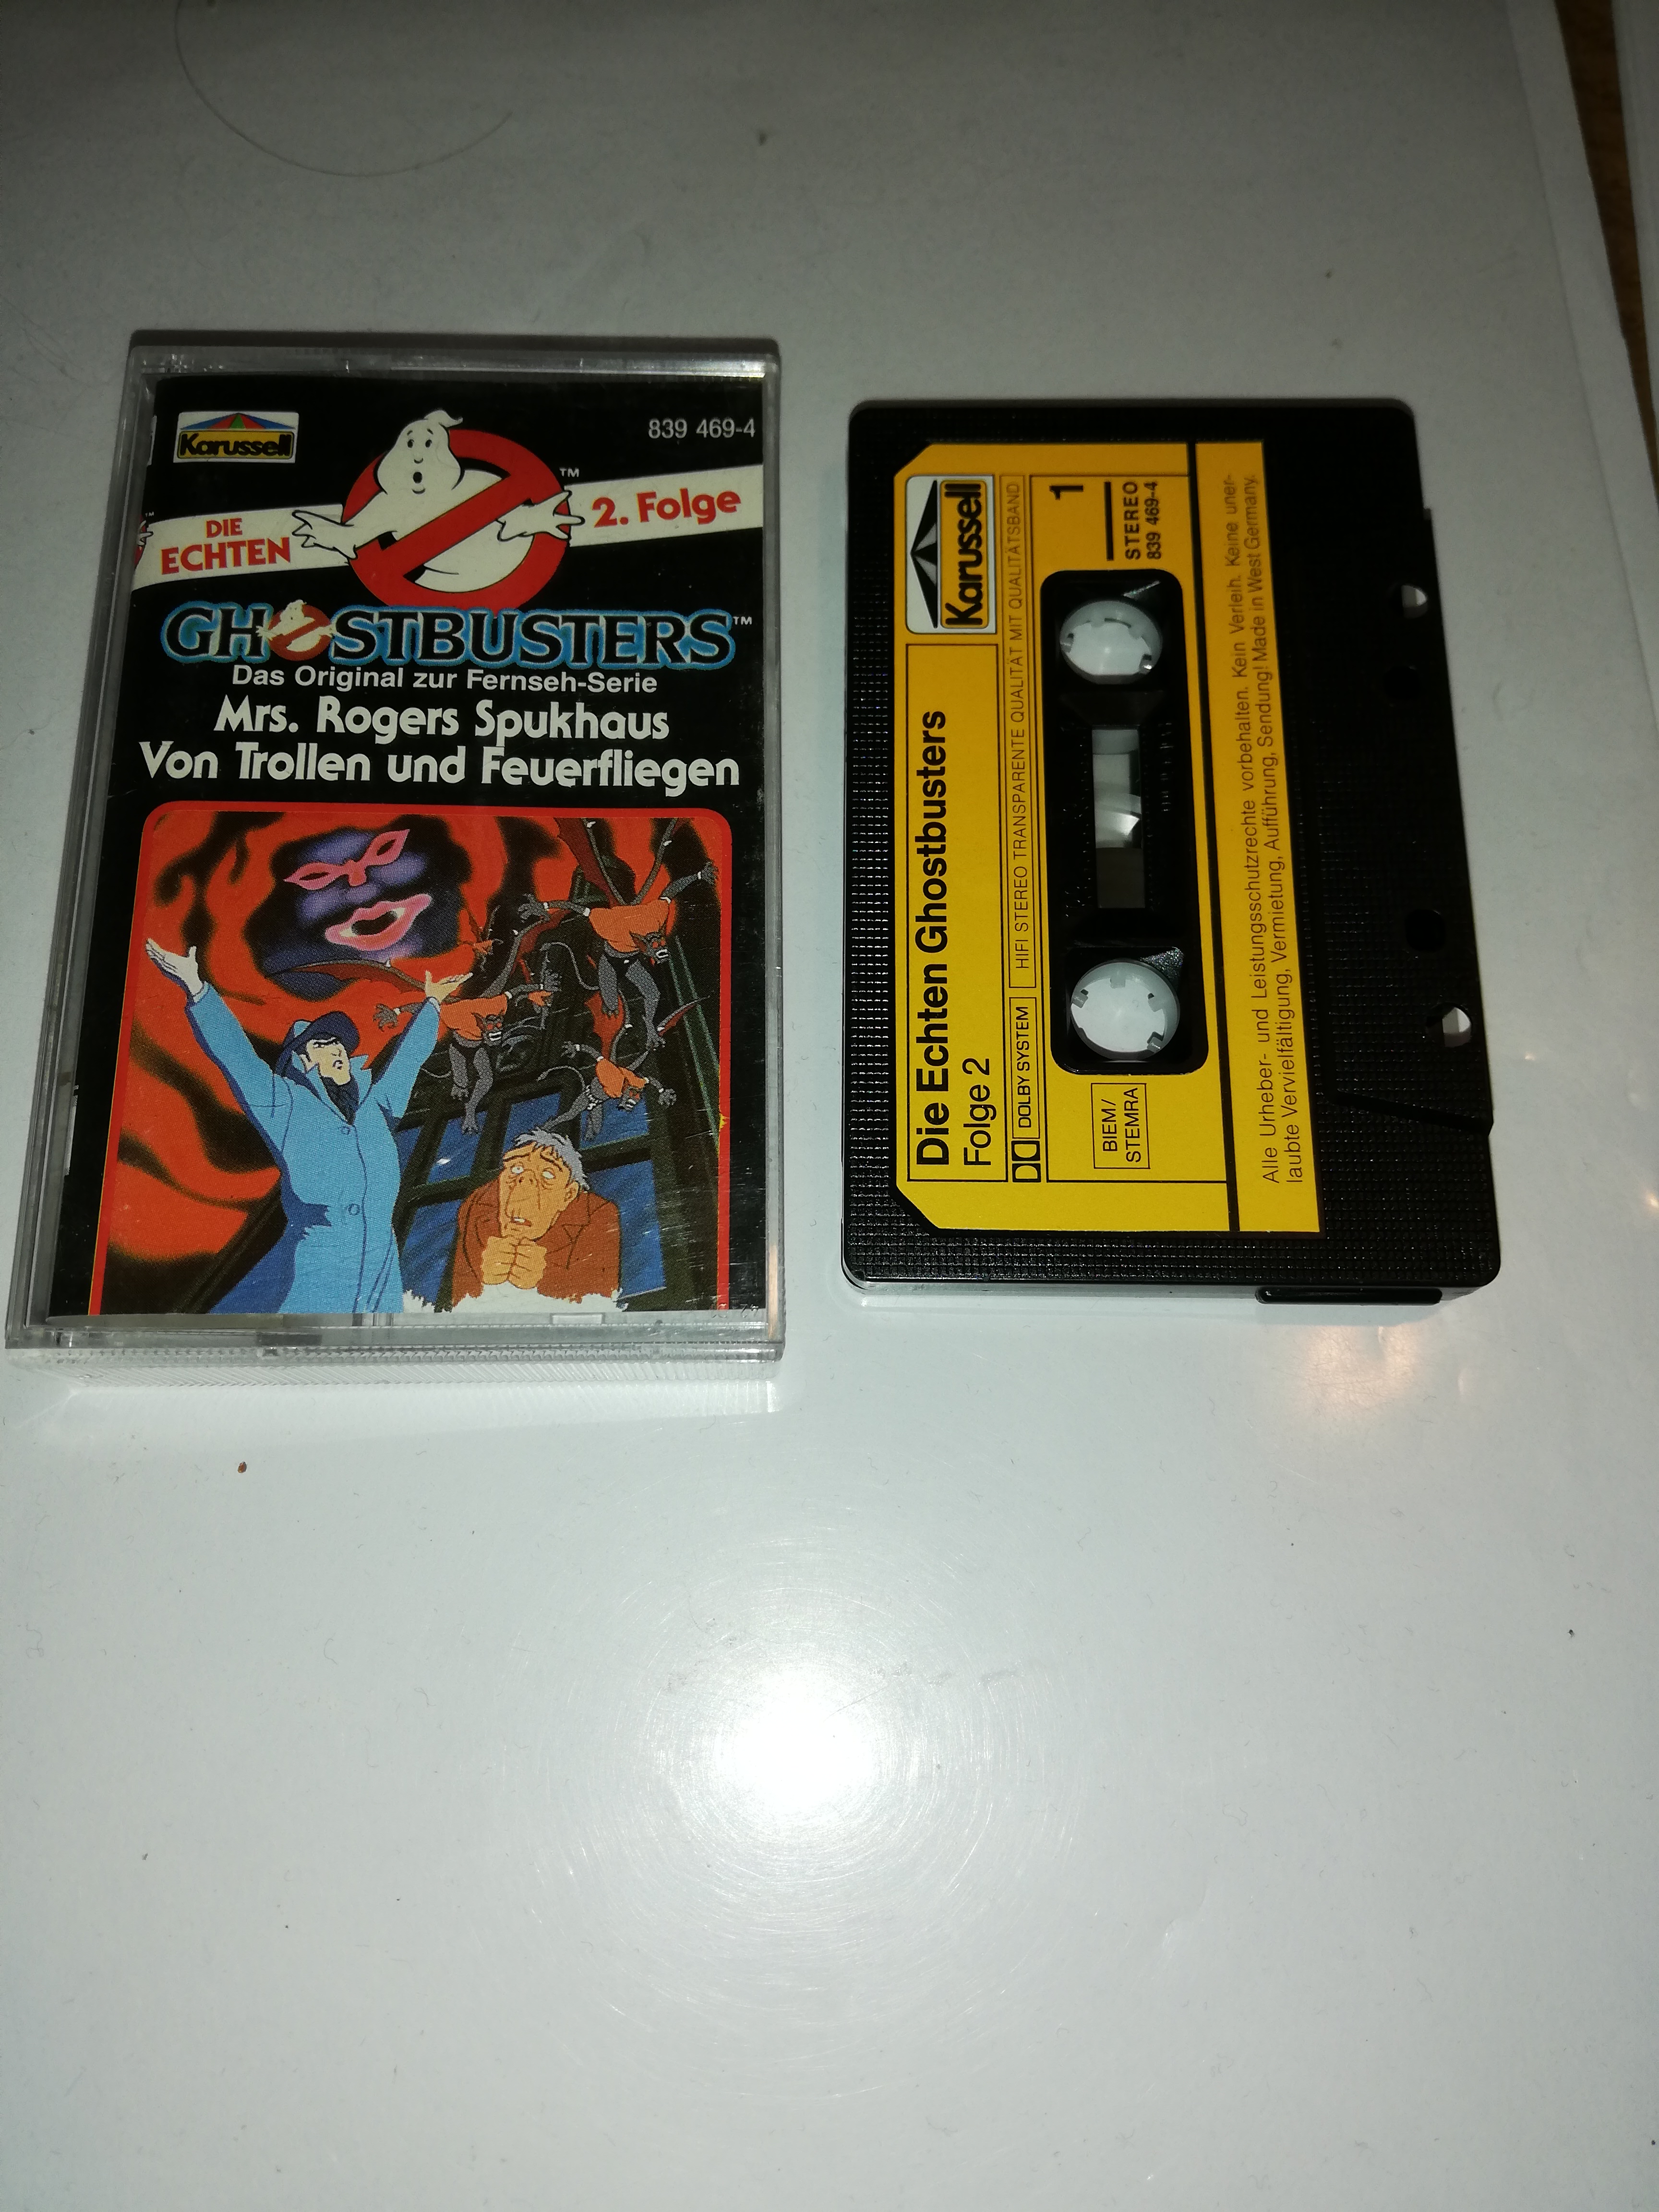 Karussell
839 469-4
DIE
ECHTEN
2. Folge
TM
GHOSTBUSTERS™
Das Original zur Fernseh-Serie
Mrs. Rogers Spukhaus
Von Trollen und Feuerfliegen
Karussell
Die Echten Ghostbusters
Folge 2
DOLBY SYSTEM
HIFI STEREO TRANSPARENTE QUALITÄT MIT QUALITÄTSBAND
1
STEREO
839 469-4
BIEM/
STEMRA
Alle Urheber- und Leistungsschutzrechte vorbehalten. Kein Verleih. Keine uner-
laubte Vervielfältigung, Vermietung, Aufführung, Sendung! Made in West Germany.